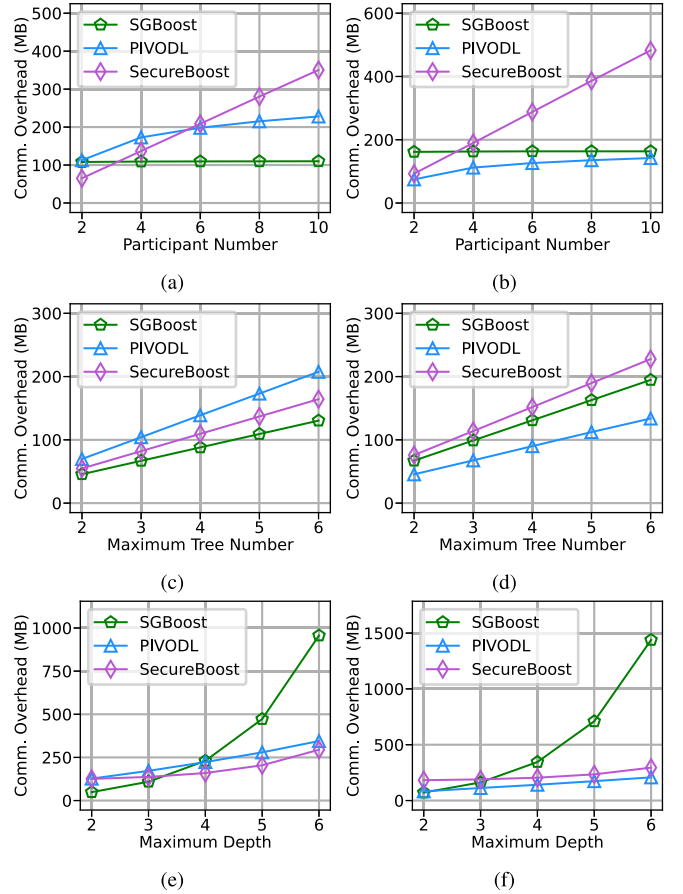 500
400
300
200
100
0
Comm. Overhead (MB)
SGBoost
PIVODL
SecureBoost
2 4 6 8 10
Participant Number
(a)
600
400
200
0
Comm. Overhead (MB)
SGBoost
PIVODL
SecureBoost
2 4 6 8 10
Participant Number
(b)
300
200
100
0
Comm. Overhead (MB)
SGBoost
PIVODL
SecureBoost
2 3 4 5 6
Maximum Tree Number
(c)
300
200
100
0
Comm. Overhead (MB)
SGBoost
PIVODL
SecureBoost
2 3 4 5 6
Maximum Tree Number
(d)
1000
750
500
250
0
Comm. Overhead (MB)
SGBoost
PIVODL
SecureBoost
2 3 4 5 6
Maximum Depth
(e)
1500
1000
500
0
Comm. Overhead (MB)
SGBoost
PIVODL
SecureBoost
2 3 4 5 6
Maximum Depth
(f)